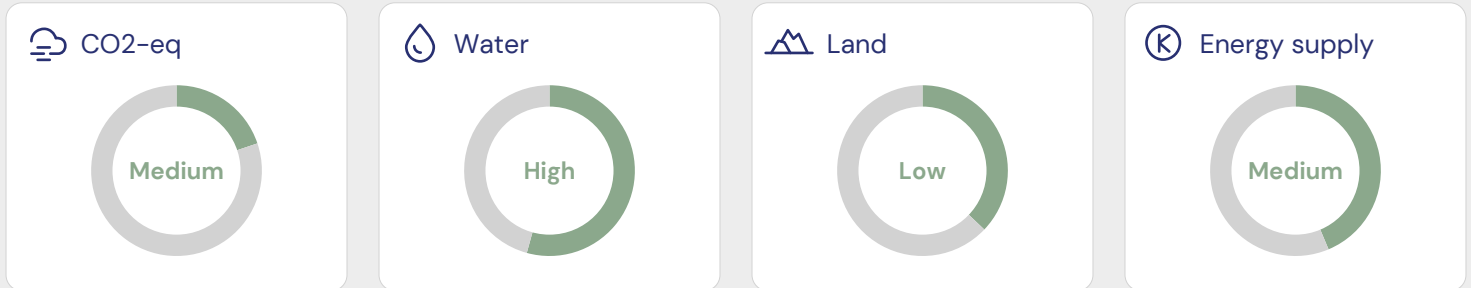 CO2-eq
Medium
Water
High
Land
Low
Energy supply
Medium